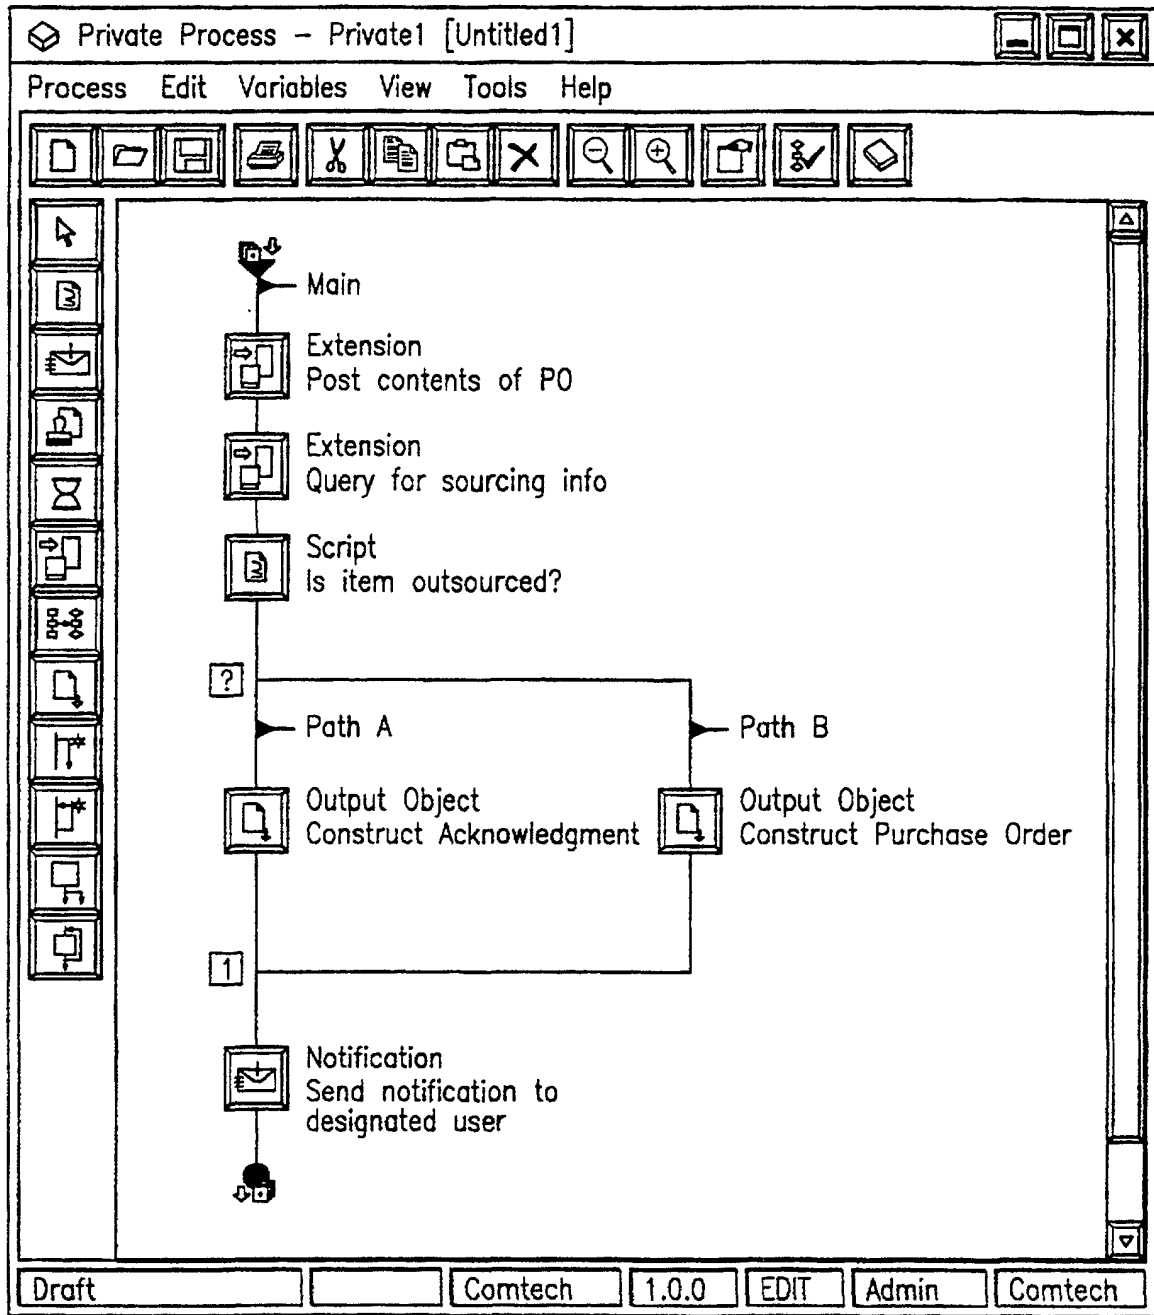 Private Process – Private1 [Untitled1]
Process Edit Variables View Tools Help
Main
Extension
Post contents of PO
Extension
Query for sourcing info
Script
Is item outsourced?
?
Path A
Path B
Output Object
Construct Acknowledgment
Output Object
Construct Purchase Order
1
Notification
Send notification to
designated user
Draft Comtech 1.0.0 EDIT Admin Comtech